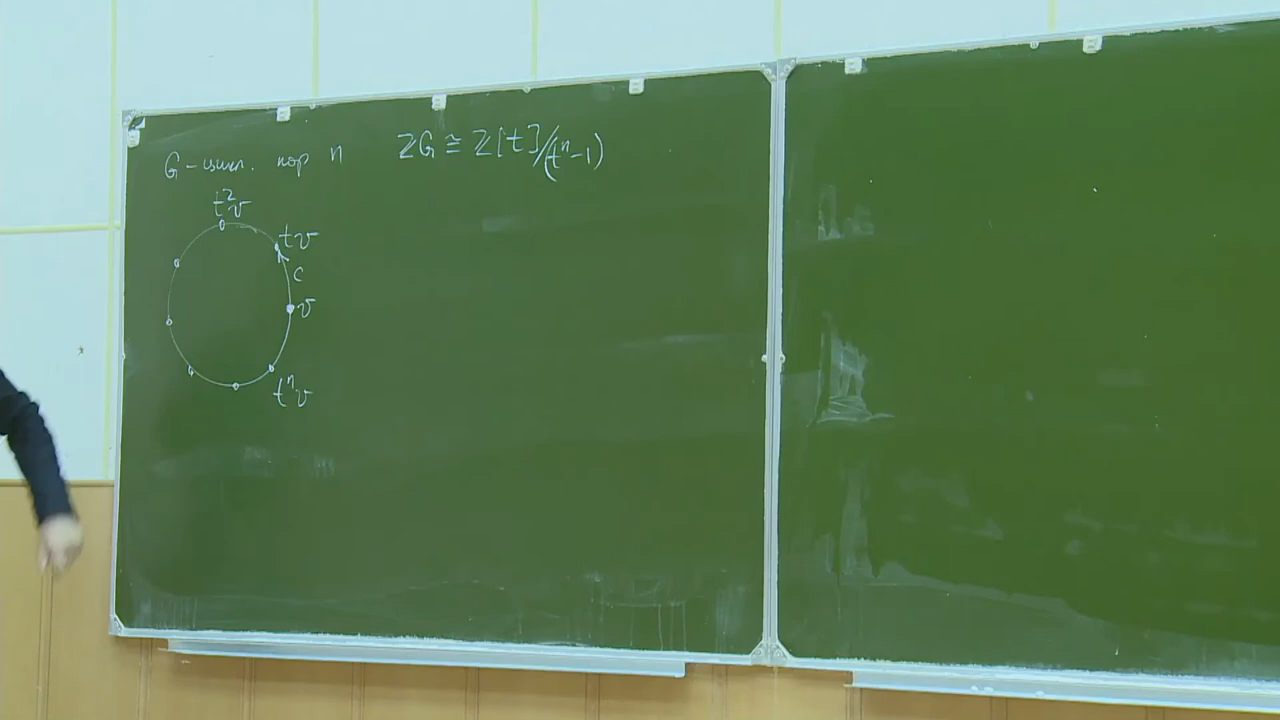 G - цикл. пор n ZG ≅ Z[t]/(tⁿ-1)
t²v
tv
c
v
tⁿv